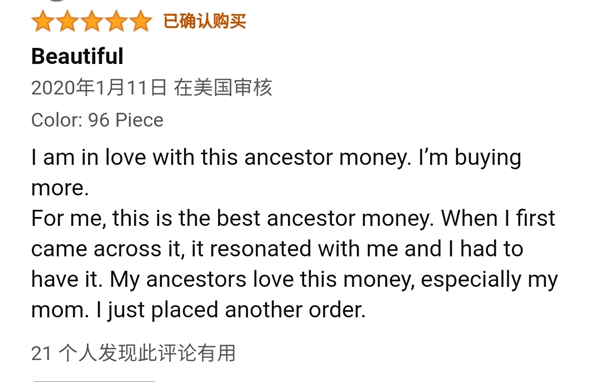 已确认购买
Beautiful
2020年1月11日 在美国审核
Color: 96 Piece
I am in love with this ancestor money. I’m buying
more.
For me, this is the best ancestor money. When I first
came across it, it resonated with me and I had to
have it. My ancestors love this money, especially my
mom. I just placed another order.
21 个人发现此评论有用